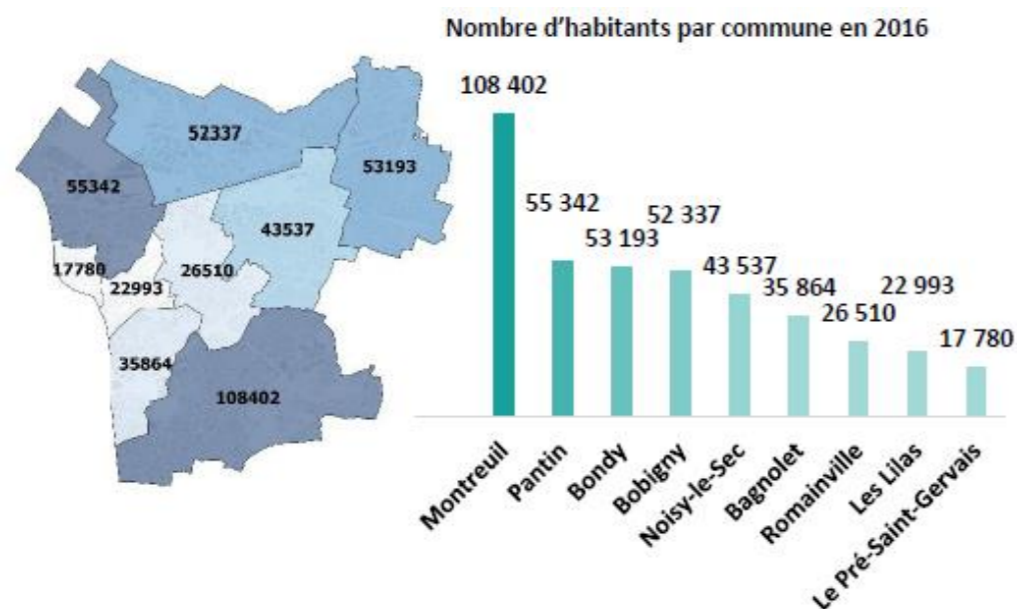 Nombre d'habitants par commune en 2016
52337
55342
53193
43537
17780
26510
22993
35864
108402
108 402
55 342
53 193
52 337
43 537
35 864
26 510
22 993
17 780
Montreuil
Pantin
Bondy
Bobigny
Noisy-le-Sec
Bagnolet
Romainville
Les Lilas
Le Pré-Saint-Gervais